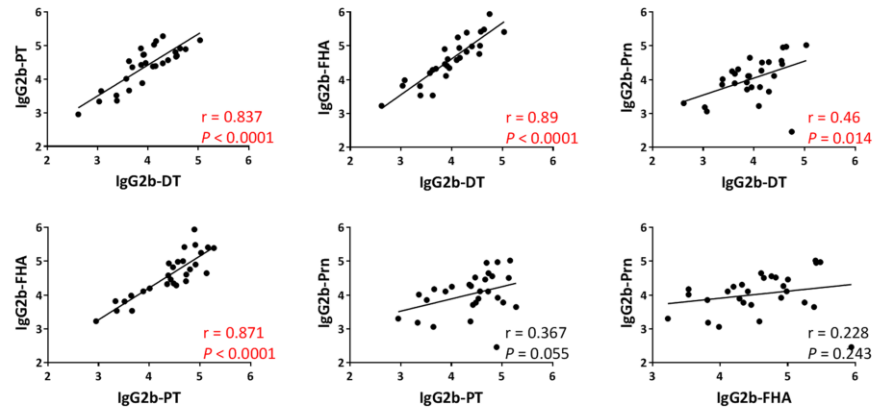 IgG2b-PT
6
5
4
3
2
2
3
4
5
6
r = 0.837
P < 0.0001
IgG2b-DT
IgG2b-FHA
6
5
4
3
2
2
3
4
5
6
r = 0.89
P < 0.0001
IgG2b-DT
IgG2b-Prn
6
5
4
3
2
2
3
4
5
6
r = 0.46
P = 0.014
IgG2b-DT
IgG2b-FHA
6
5
4
3
2
2
3
4
5
6
r = 0.871
P < 0.0001
IgG2b-PT
IgG2b-Prn
6
5
4
3
2
2
3
4
5
6
r = 0.367
P = 0.055
IgG2b-PT
IgG2b-Prn
6
5
4
3
2
3
4
5
6
r = 0.228
P = 0.243
IgG2b-FHA